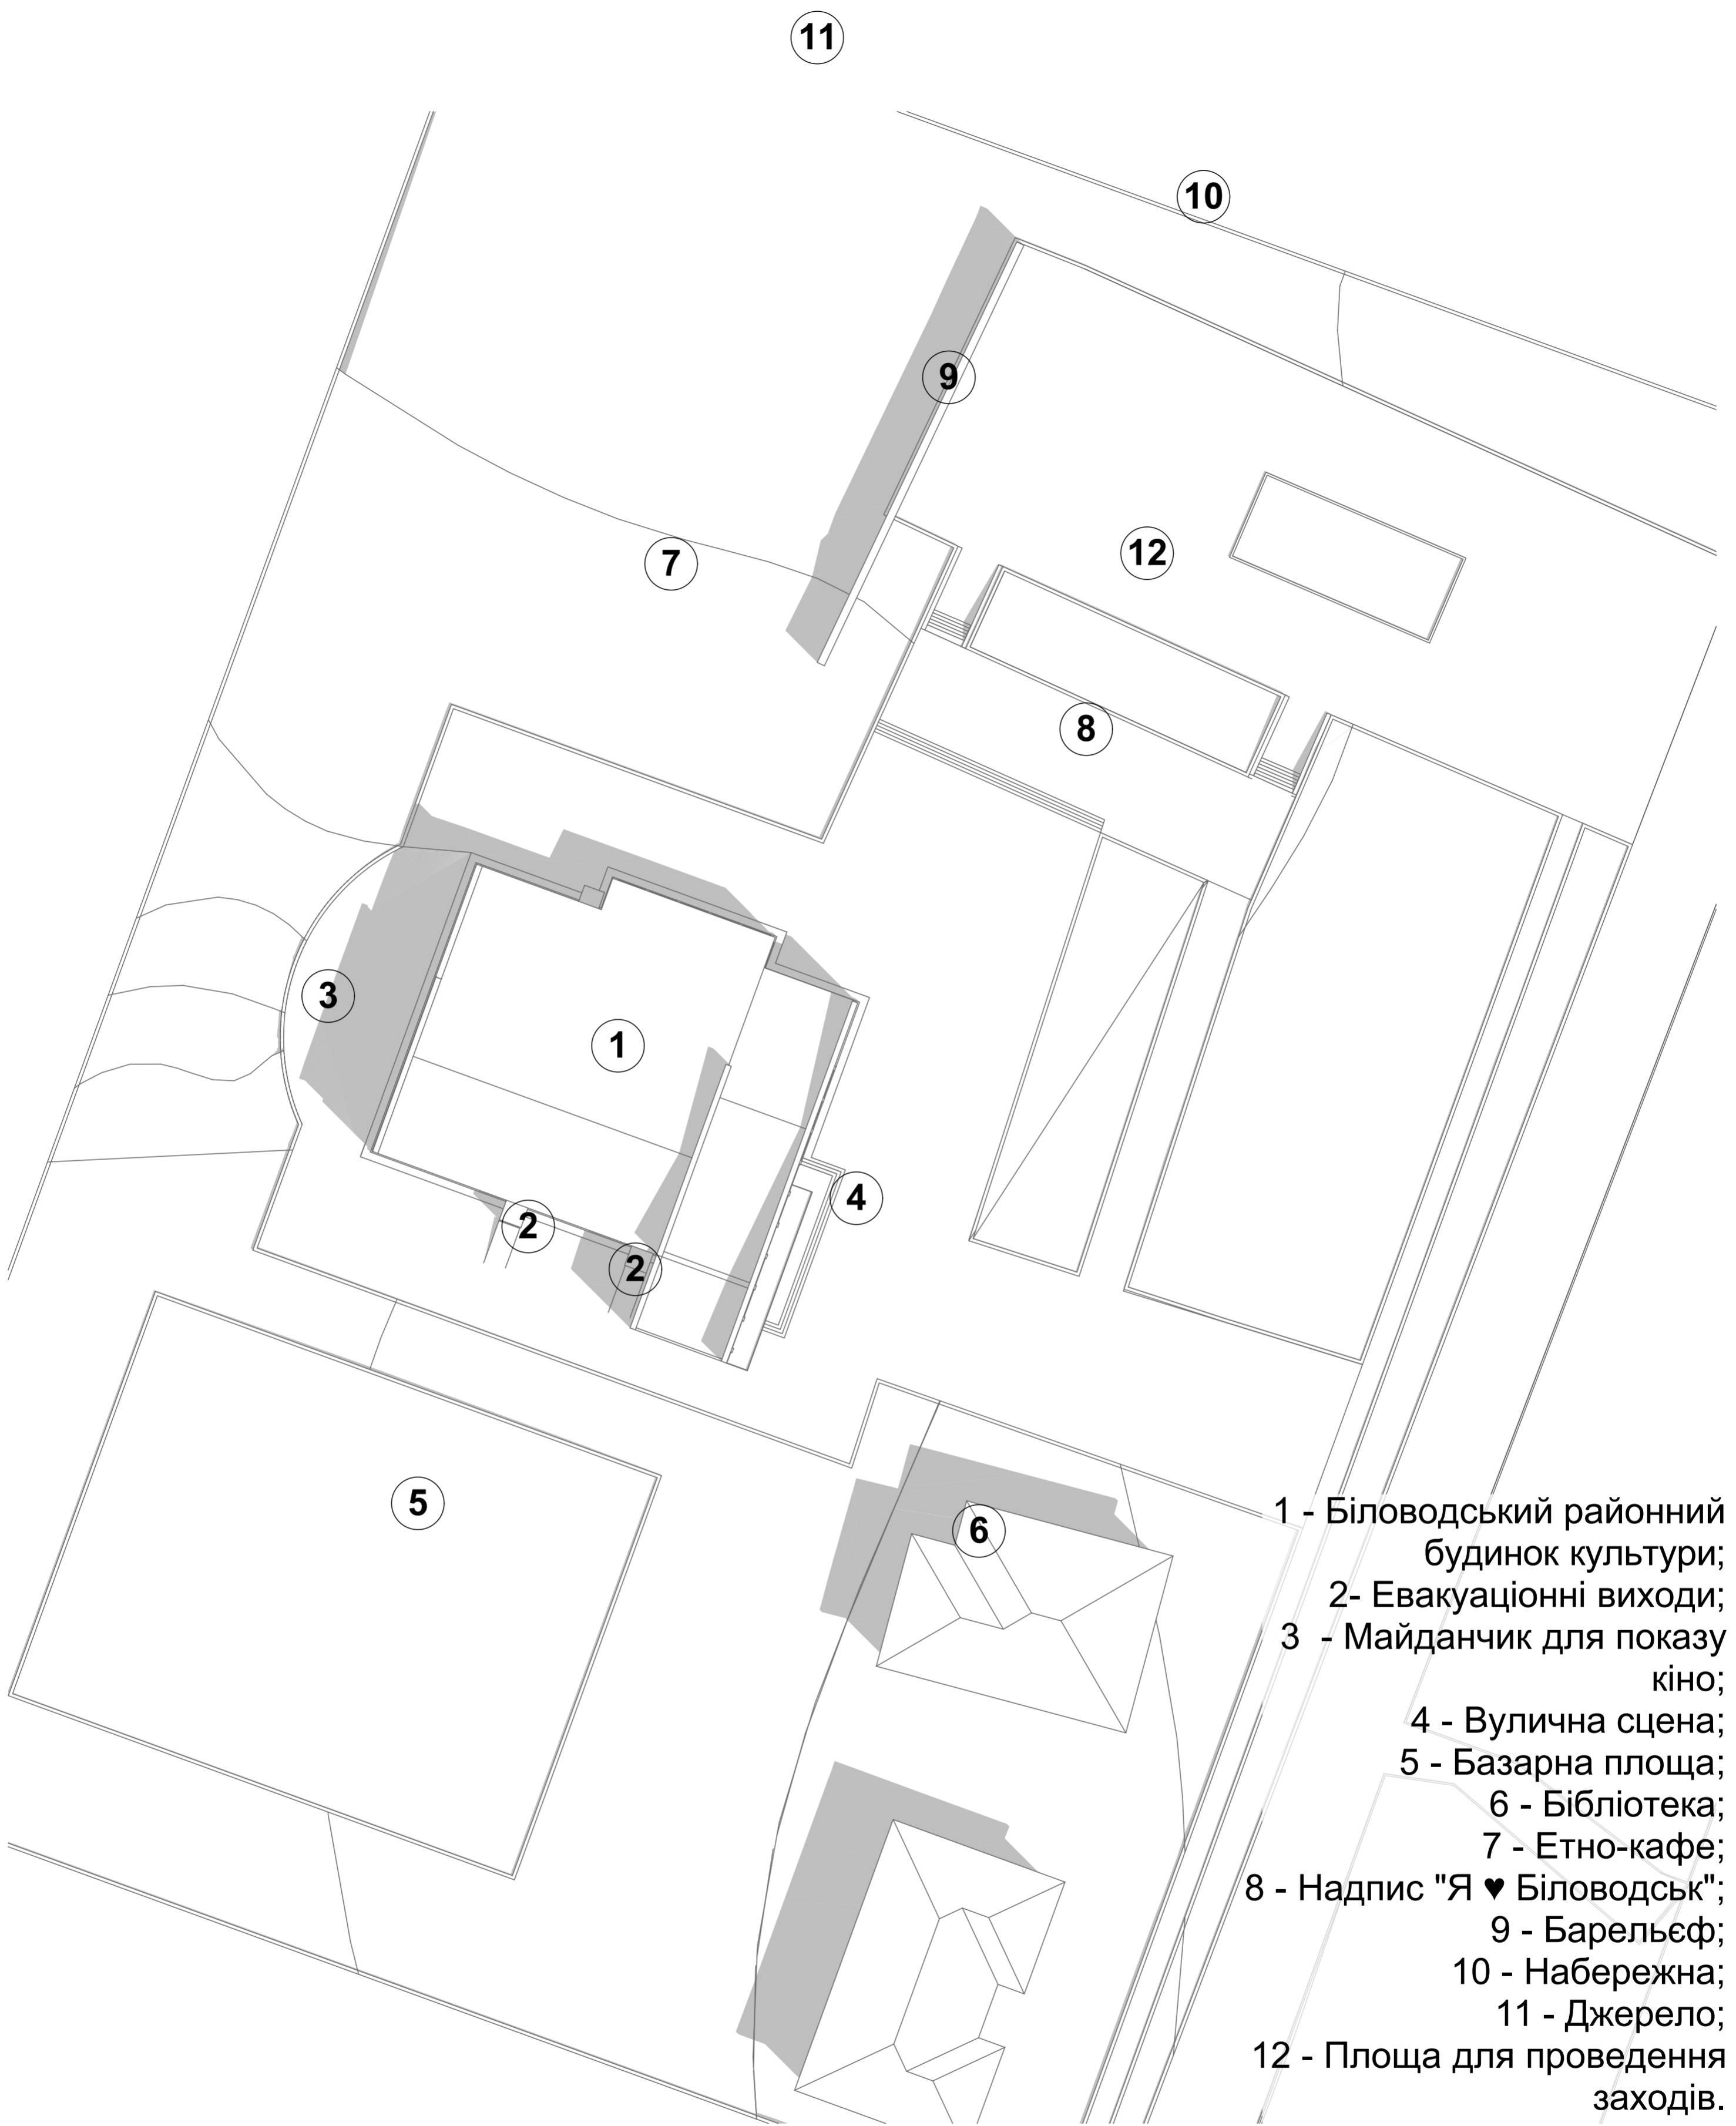 11
10
9
7
12
8
3
1
4
2
2
5
6
1 - Біловодський районний
будинок культури;
2- Евакуаціонні виходи;
3 - Майданчик для показу
кіно;
4 - Вулична сцена;
5 - Базарна площа;
6 - Бібліотека;
7 - Етно-кафе;
8 - Надпис "Я ♥ Біловодськ";
9 - Барельєф;
10 - Набережна;
11 - Джерело;
12 - Площа для проведення
заходів.